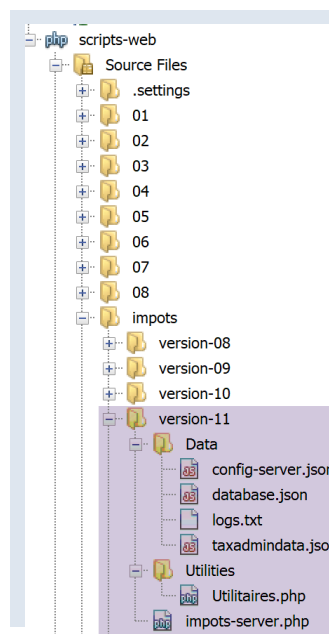 php scripts-web
Source Files
.settings
01
02
03
04
05
06
07
08
impots
version-08
version-09
version-10
version-11
Data
config-server.json
database.json
logs.txt
taxadmindata.jso
Utilities
php Utilitaires.php
php impots-server.php